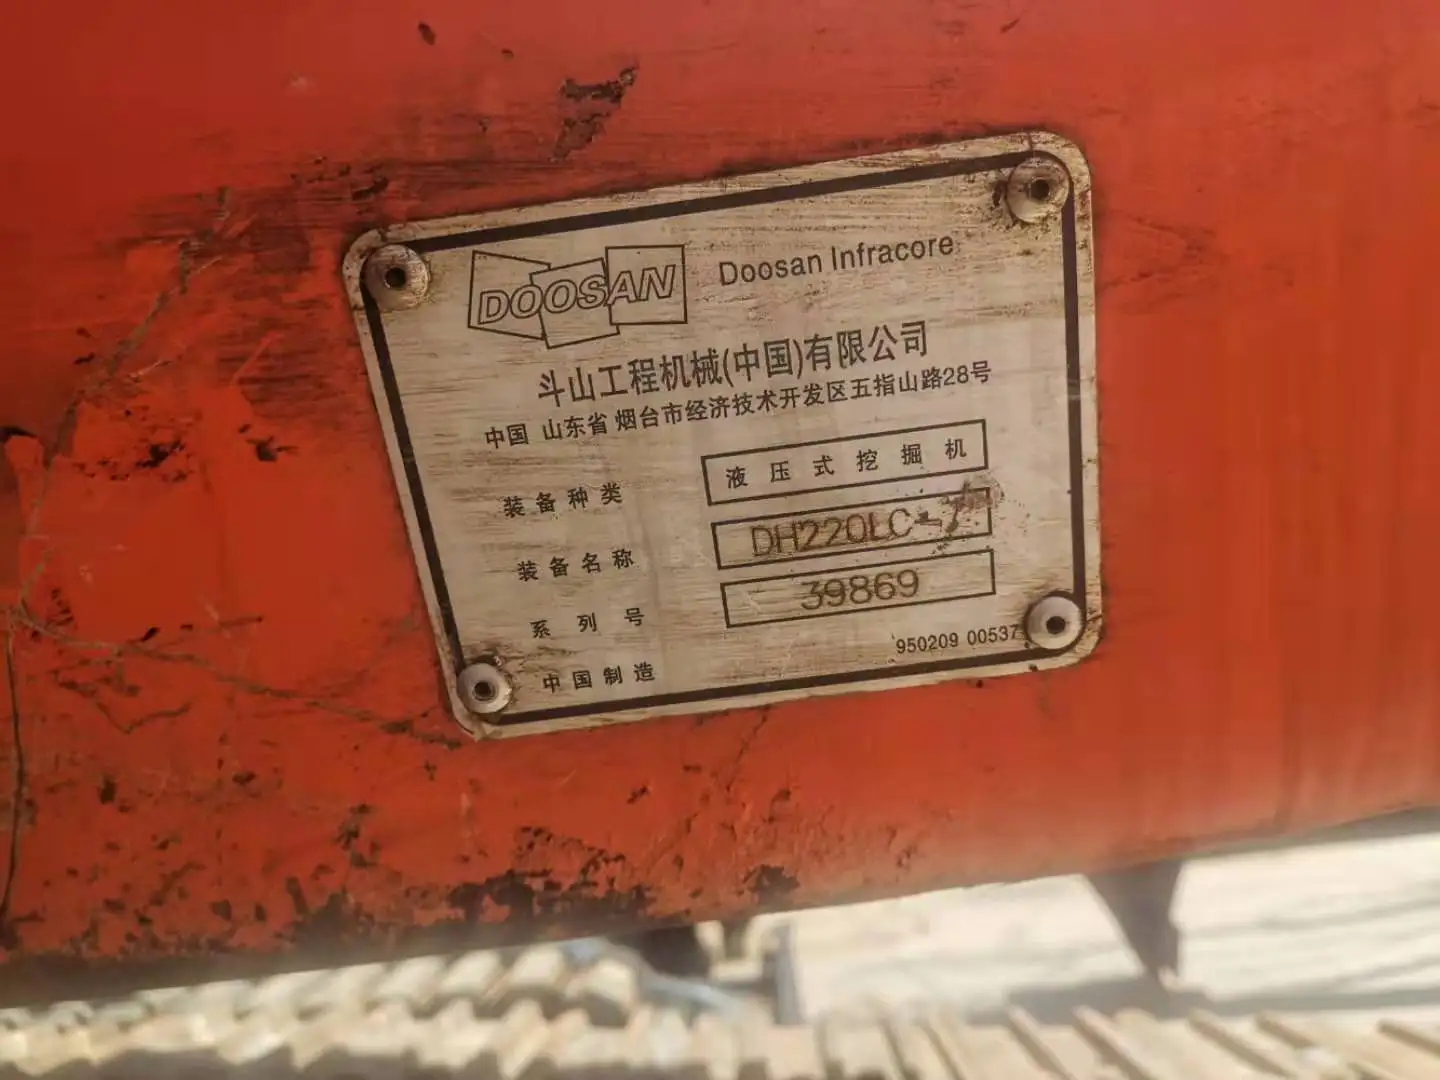 DOOSAN Doosan Infracore
斗山工程机械(中国)有限公司
中国 山东省 烟台市经济技术开发区五指山路28号
装备种类 液压式挖掘机
装备名称 DH220LC-7
系列号 39869
中国制造 950209 00537